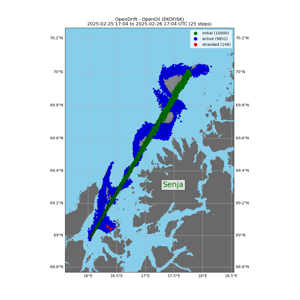 OpenDrift - OpenOil (EKOFISK)
2025-02-25 17:04 to 2025-02-26 17:04 UTC (25 steps)
initial (10000)
active (9852)
stranded (148)
70.2°N
70.2°N
70°N
70°N
69.8°N
69.8°N
69.6°N
69.6°N
69.4°N
69.4°N
Senja
69.2°N
69.2°N
69°N
69°N
68.8°N
68.8°N
16°E
16.5°E
17°E
17.5°E
18°E
18.5°E